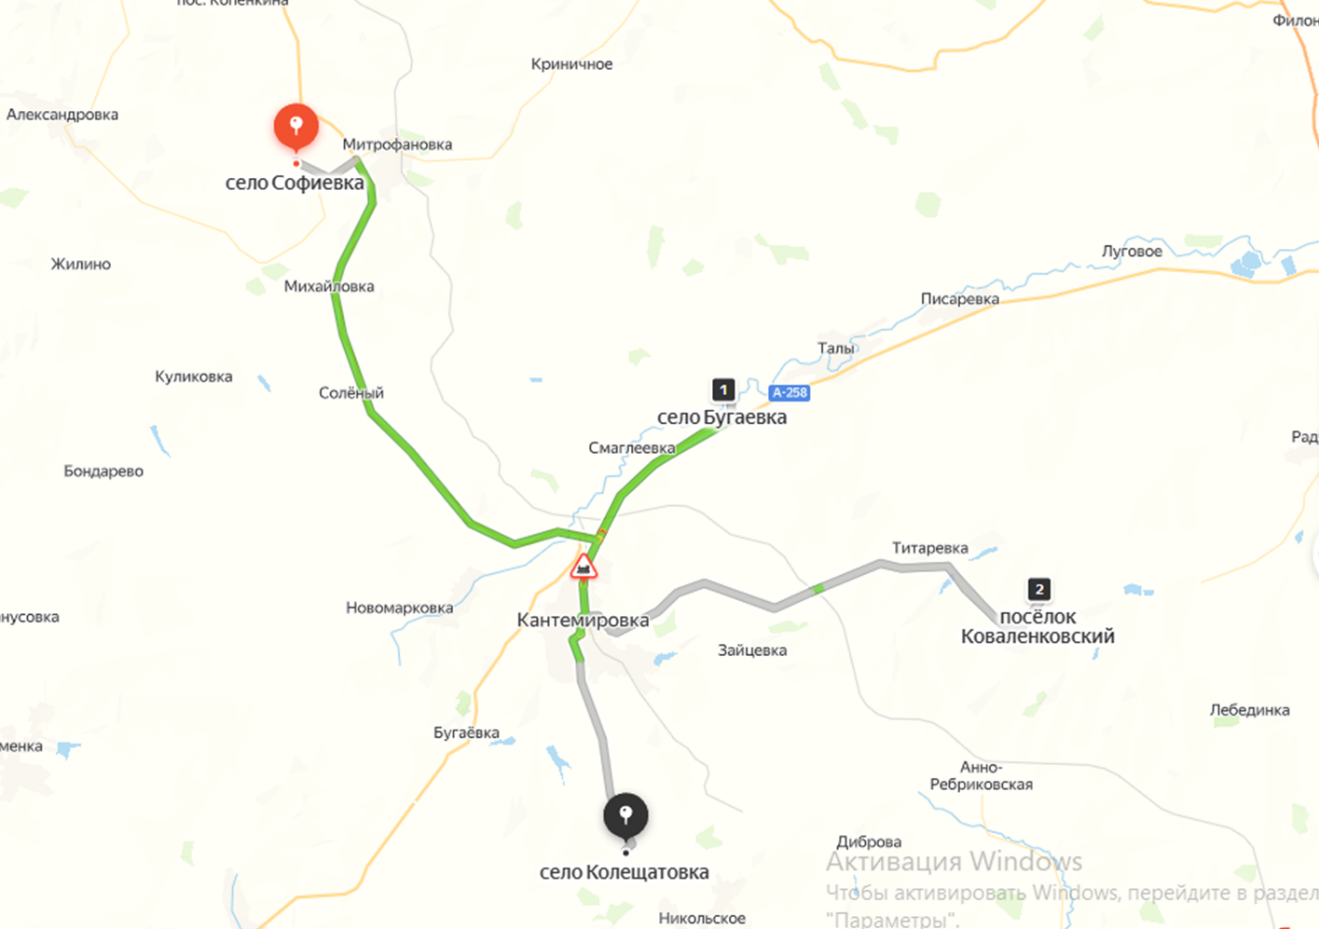 пос. Копёнкина
Филон
Криничное
Александровка
Митрофановка
село Софиевка
Луговое
Жилино
Михайловка
Писаревка
Талы
Куликовка
Солёный
1
А-258
село Бугаевка
Смаглеевка
Рад
Бондарево
Титаревка
2
Новомарковка
анусовка
Кантемировка
посёлок
Коваленковский
Зайцевка
Лебединка
Бугаёвка
менка
Анно-
Ребриковская
Диброва
село Колещатовка
Никольское
Активация Windows
Чтобы активировать Windows, перейдите в раздел
"Параметры".